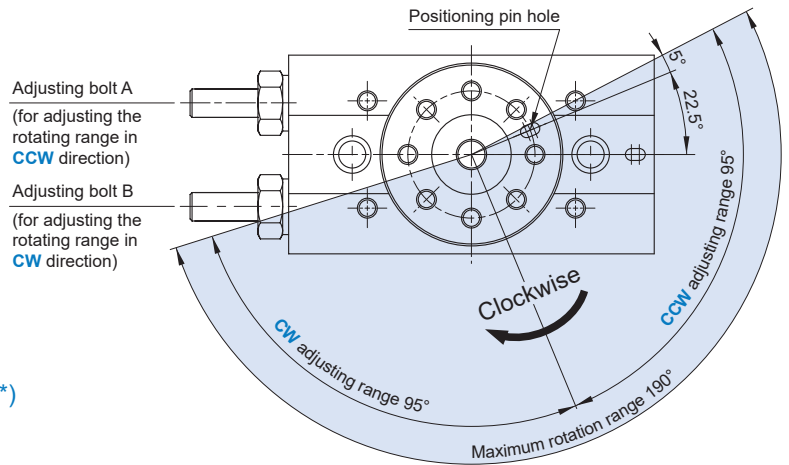 Positioning pin hole
5°
22.5°
Adjusting bolt A
(for adjusting the
rotating range in
CCW direction)
Adjusting bolt B
(for adjusting the
rotating range in
CW direction)
Clockwise
CCW adjusting range 95°
CW adjusting range 95°
Maximum rotation range 190°
*)